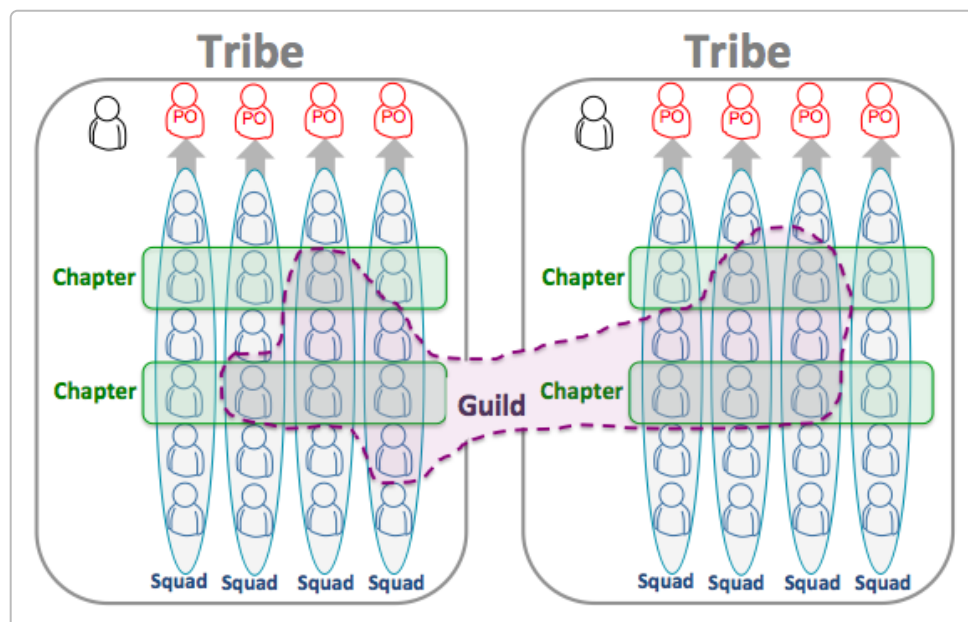 Tribe Tribe
PO PO PO PO PO PO PO PO
Chapter Chapter
Chapter Guild Chapter
Squad Squad Squad Squad Squad Squad Squad Squad